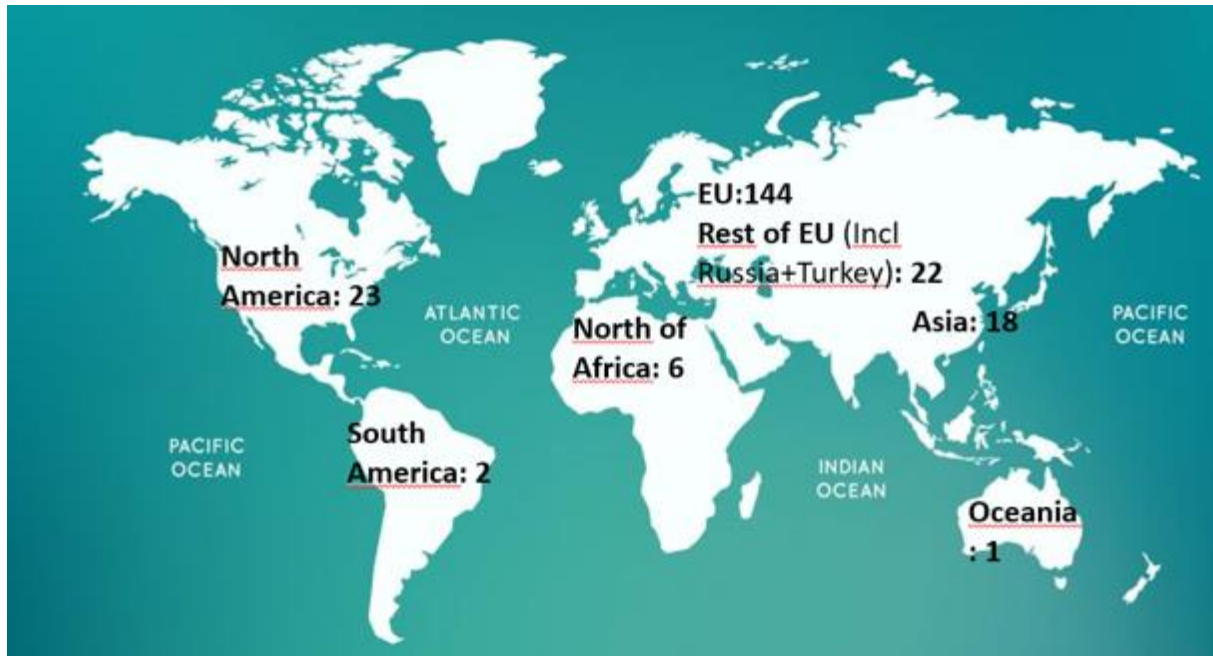 EU:144
Rest of EU (Incl
Russia+Turkey): 22
North
America: 23
ATLANTIC
OCEAN
North of
Africa: 6
Asia: 18
PACIFIC
OCEAN
South
America: 2
PACIFIC
OCEAN
INDIAN
OCEAN
Oceania
: 1